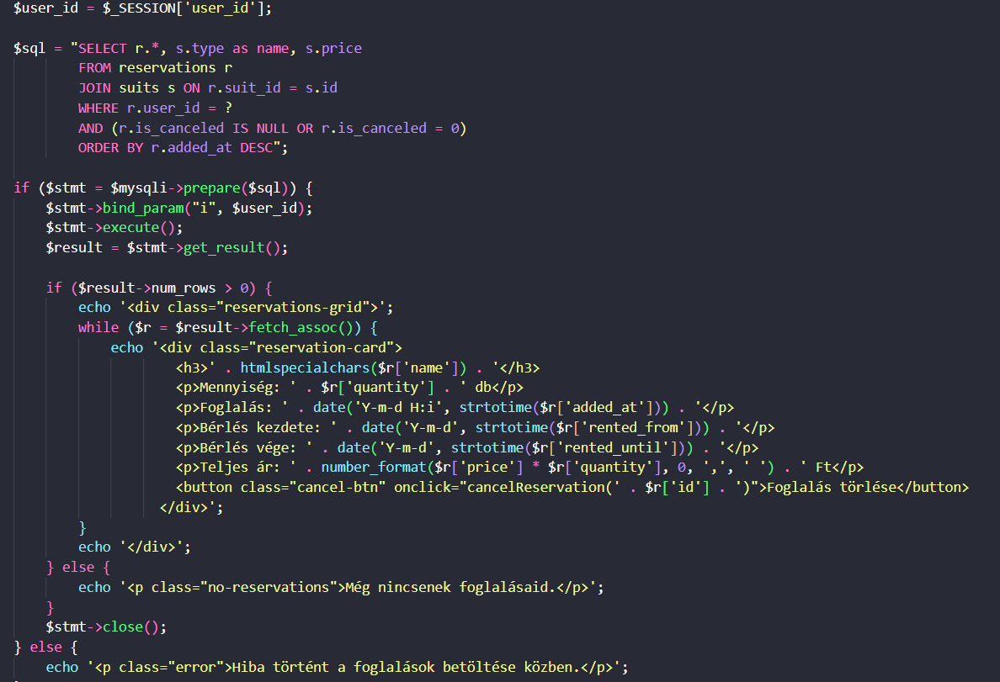 $user_id = $_SESSION['user_id'];
$sql = "SELECT r.*, s.type as name, s.price
FROM reservations r
JOIN suits s ON r.suit_id = s.id
WHERE r.user_id = ?
AND (r.is_canceled IS NULL OR r.is_canceled = 0)
ORDER BY r.added_at DESC";
if ($stmt = $mysqli->prepare($sql)) {
$stmt->bind_param("i", $user_id);
$stmt->execute();
$result = $stmt->get_result();
if ($result->num_rows > 0) {
echo '<div class="reservations-grid">';
while ($r = $result->fetch_assoc()) {
echo '<div class="reservation-card">
<h3>' . htmlspecialchars($r['name']) . '</h3>
<p>Mennyiség: ' . $r['quantity'] . ' db</p>
<p>Foglalás: ' . date('Y-m-d H:i', strtotime($r['added_at'])) . '</p>
<p>Bérlés kezdete: ' . date('Y-m-d', strtotime($r['rented_from'])) . '</p>
<p>Bérlés vége: ' . date('Y-m-d', strtotime($r['rented_until'])) . '</p>
<p>Teljes ár: ' . number_format($r['price'] * $r['quantity'], 0, ',', ' ') . ' Ft</p>
<button class="cancel-btn" onclick="cancelReservation(' . $r['id'] . ')">Foglalás törlése</button>
</div>';
}
echo '</div>';
} else {
echo '<p class="no-reservations">Még nincsenek foglalásaid.</p>';
}
$stmt->close();
} else {
echo '<p class="error">Hiba történt a foglalások betöltése közben.</p>';